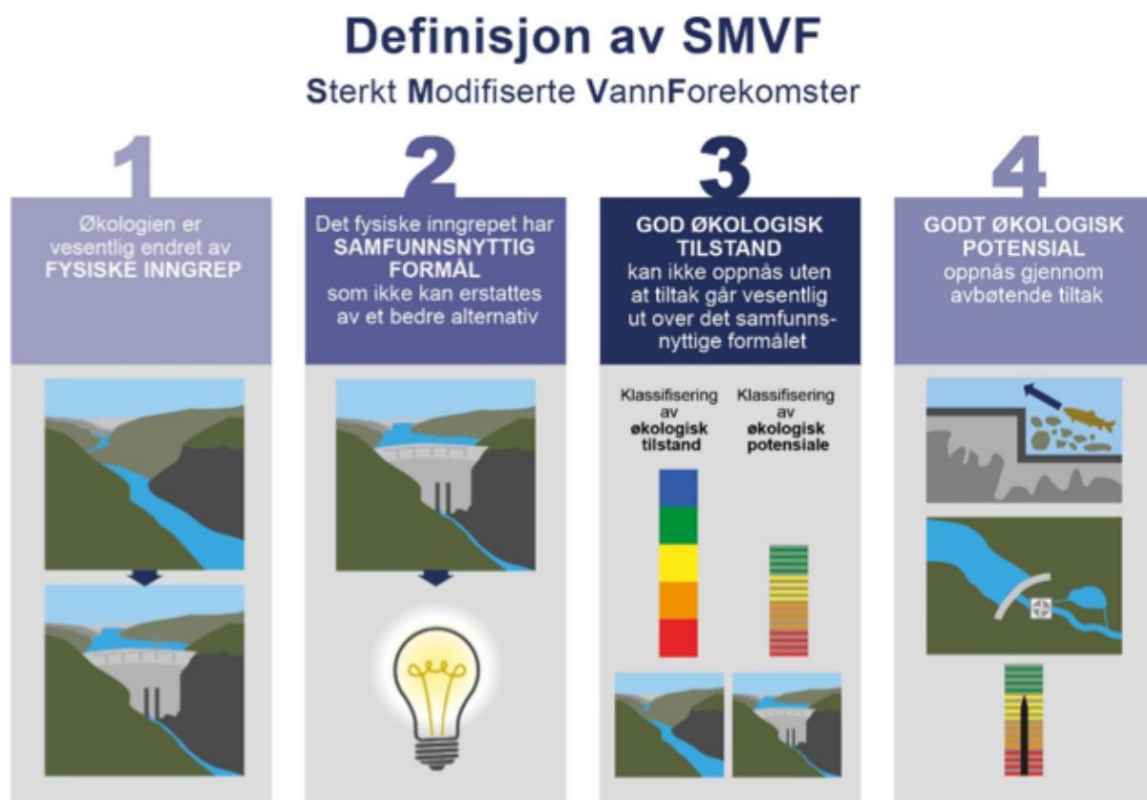 Definisjon av SMVF
Sterkt Modifiserte VannForekomster
1
Økologien er
vesentlig endret av
FYSISKE INNGREP
2
Det fysiske inngrepet har
SAMFUNNSNYTTIG
FORMÅL
som ikke kan erstattes
av et bedre alternativ
3
GOD ØKOLOGISK
TILSTAND
kan ikke oppnås uten
at tiltak går vesentlig
ut over det samfunns-
nyttige formålet
Klassifisering
av
økologisk
tilstand
Klassifisering
av
økologisk
potensiale
4
GODT ØKOLOGISK
POTENSIAL
oppnås gjennom
avbøtende tiltak